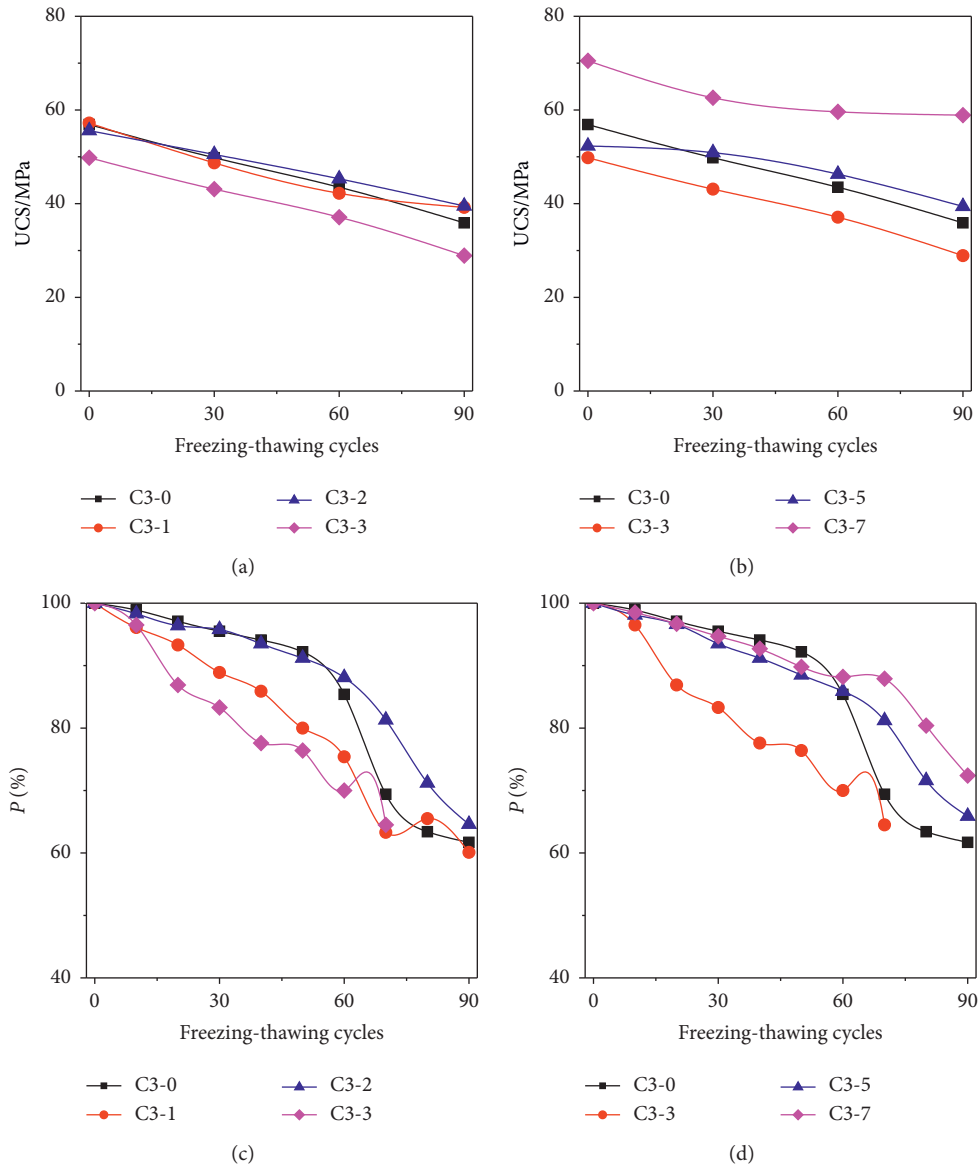 80
60
40
20
0
UCS/MPa
0 30 60 90
Freezing-thawing cycles
C3-0 C3-2
C3-1 C3-3
(a)
80
60
40
20
0
UCS/MPa
0 30 60 90
Freezing-thawing cycles
C3-0 C3-5
C3-3 C3-7
(b)
100
80
60
40
P (%)
0 30 60 90
Freezing-thawing cycles
C3-0 C3-2
C3-1 C3-3
(c)
100
80
60
40
P (%)
0 30 60 90
Freezing-thawing cycles
C3-0 C3-5
C3-3 C3-7
(d)